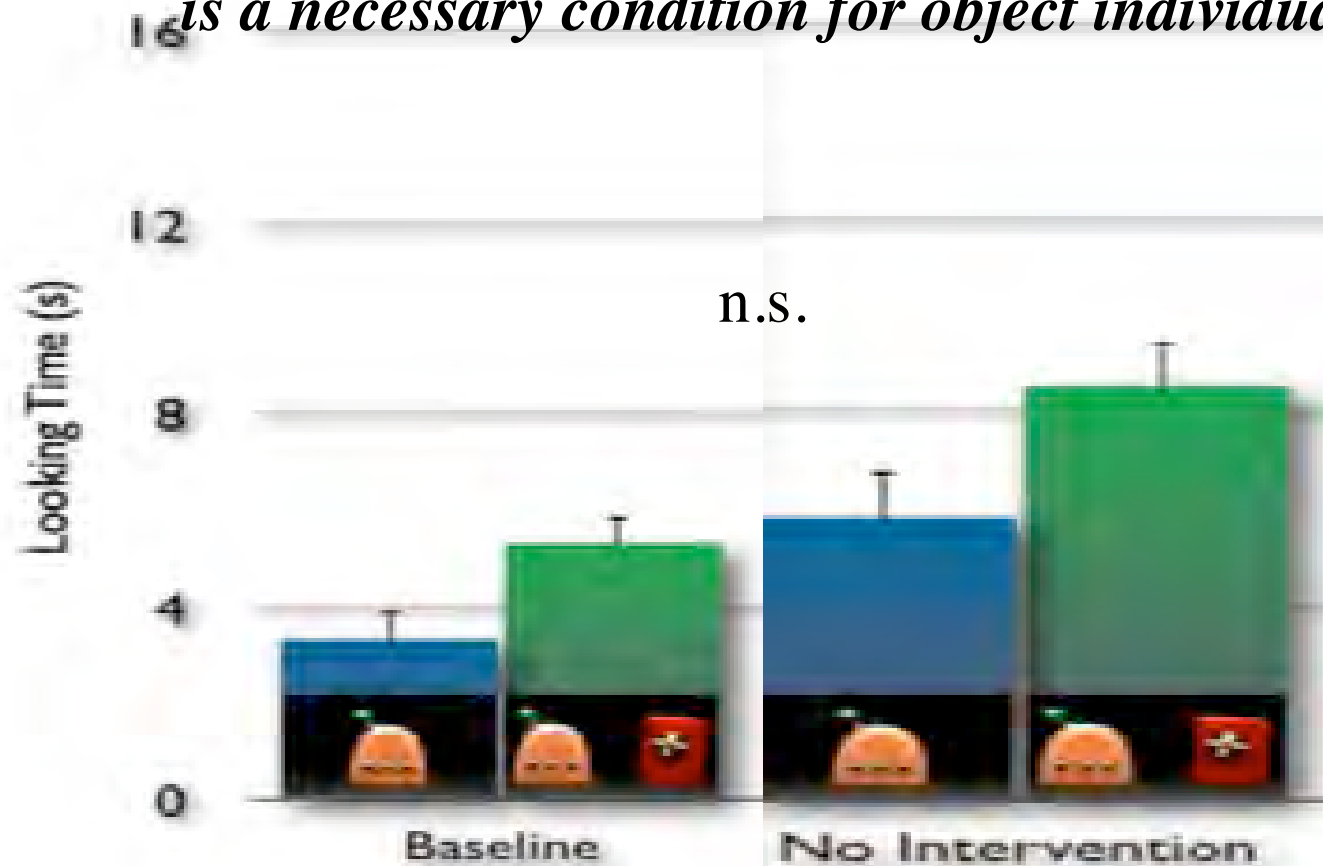 is a necessary condition for object individua
16
12
n.s.
8
Looking Time (s)
4
0
Baseline
No Intervention